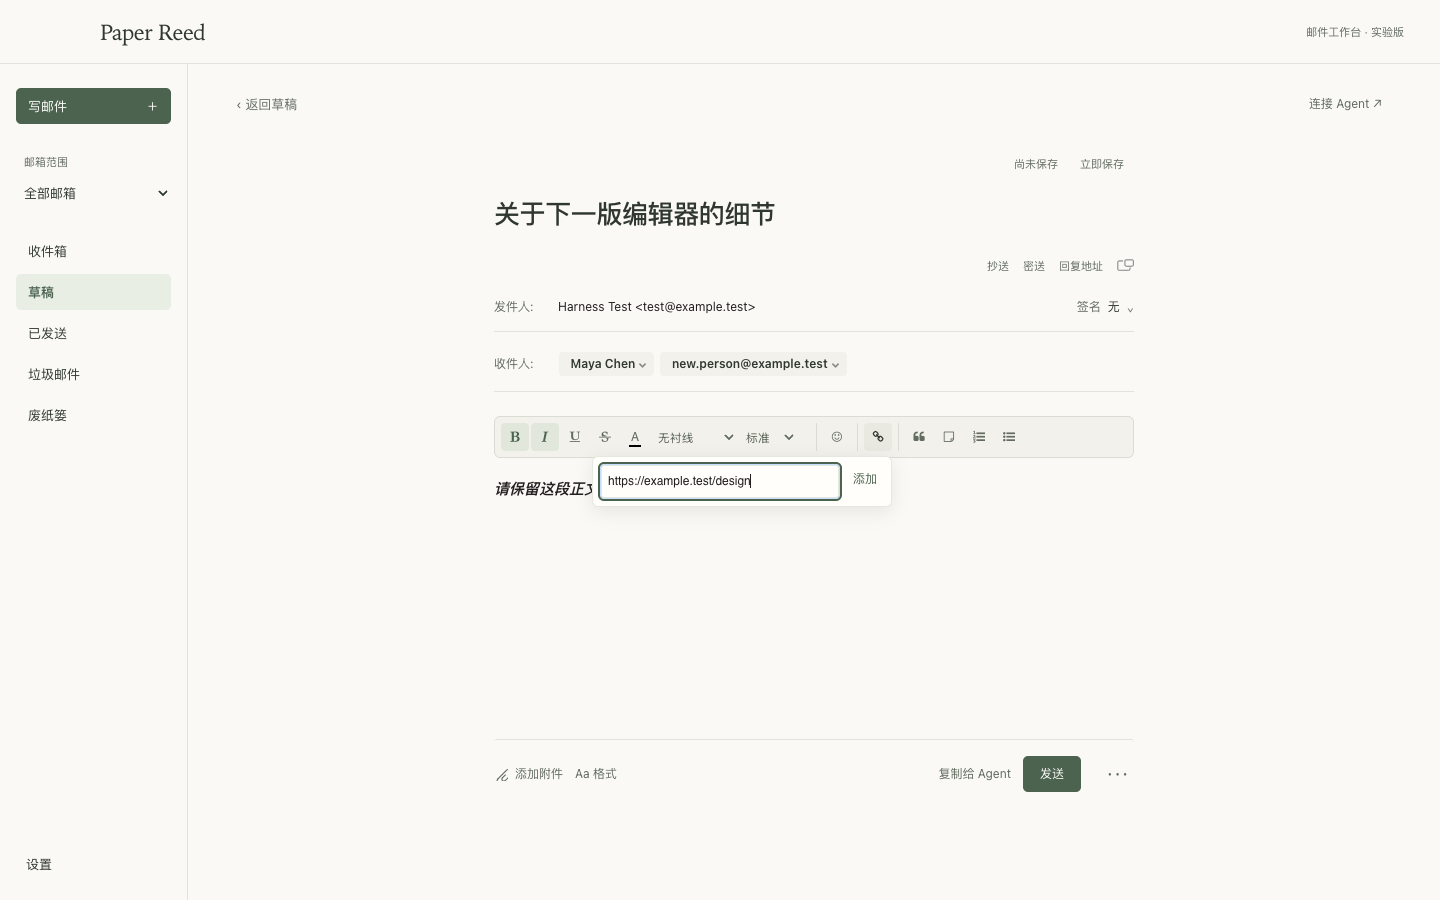 Paper Reed
邮件工作台 · 实验版
写邮件 +
‹ 返回草稿
连接 Agent ↗
邮箱范围
全部邮箱
尚未保存 立即保存
关于下一版编辑器的细节
收件箱
抄送 密送 回复地址
草稿
发件人: Harness Test <test@example.test>
签名 无
已发送
收件人: Maya Chen new.person@example.test
垃圾邮件
废纸篓
B I U S A 无衬线 标准
https://example.test/design 添加
请保留这段正文
添加附件 Aa 格式
复制给 Agent 发送 ···
设置